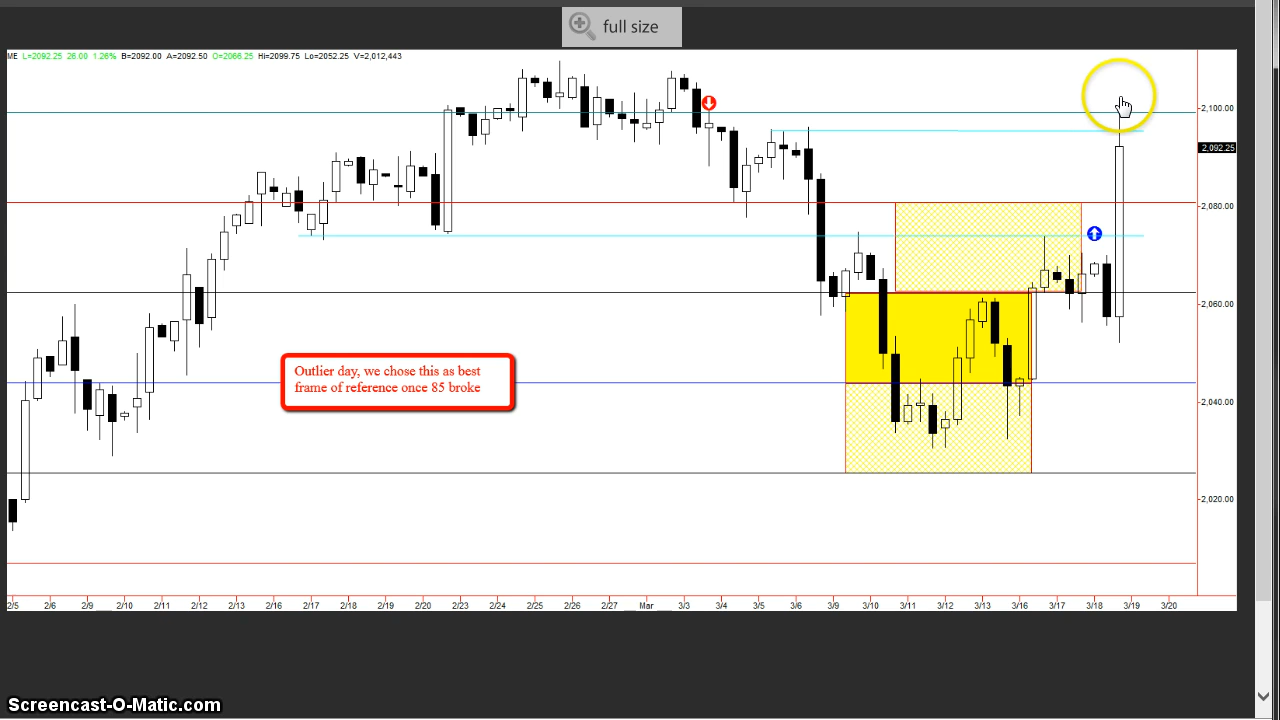 full size
ME L=2092.25 26.00 1.26% B=2092.00 A=2092.50 O=2066.25 Hi=2099.75 Lo=2052.25 V=2,012,443
2,100.00
2,092.25
2,080.00
2,060.00
Outlier day, we chose this as best
frame of reference once 85 broke
2,040.00
2,020.00
2/5 2/6 2/9 2/10 2/11 2/12 2/13 2/16 2/17 2/18 2/19 2/20 2/23 2/24 2/25 2/26 2/27 Mar 3/3 3/4 3/5 3/6 3/9 3/10 3/11 3/12 3/13 3/16 3/17 3/18 3/19 3/20
Screencast-O-Matic.com